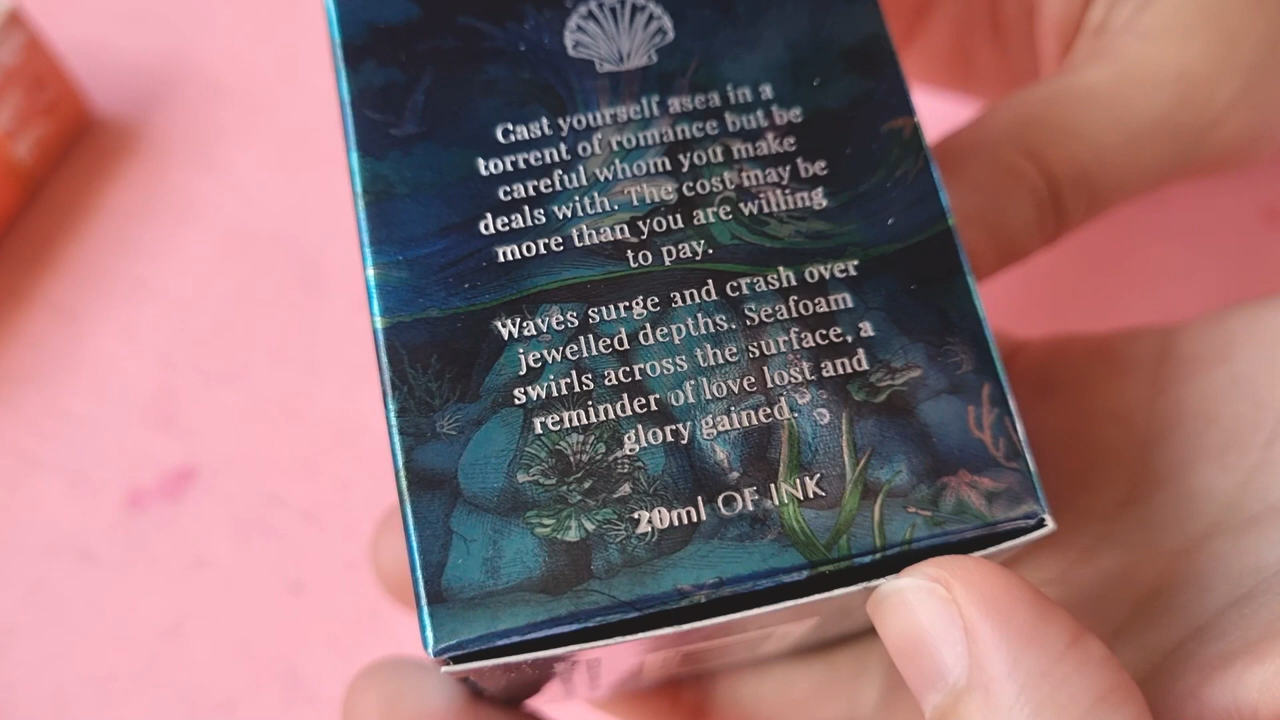 Cast yourself asea in a
torrent of romance but be
careful whom you make
deals with. The cost may be
more than you are willing
to pay.
Waves surge and crash over
jewelled depths. Seafoam
swirls across the surface, a
reminder of love lost and
glory gained.
20ml OF INK